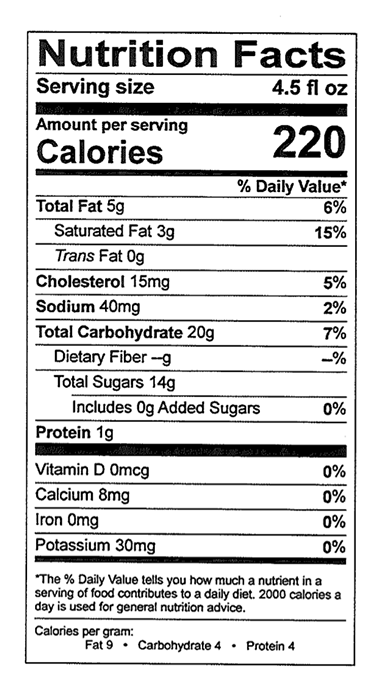 Nutrition Facts
Serving size 4.5 fl oz
Amount per serving
Calories 220
% Daily Value*
Total Fat 5g 6%
Saturated Fat 3g 15%
Trans Fat 0g
Cholesterol 15mg 5%
Sodium 40mg 2%
Total Carbohydrate 20g 7%
Dietary Fiber --g --%
Total Sugars 14g
Includes 0g Added Sugars 0%
Protein 1g
Vitamin D 0mcg 0%
Calcium 8mg 0%
Iron 0mg 0%
Potassium 30mg 0%
*The % Daily Value tells you how much a nutrient in a
serving of food contributes to a daily diet. 2000 calories a
day is used for general nutrition advice.
Calories per gram:
Fat 9 • Carbohydrate 4 • Protein 4